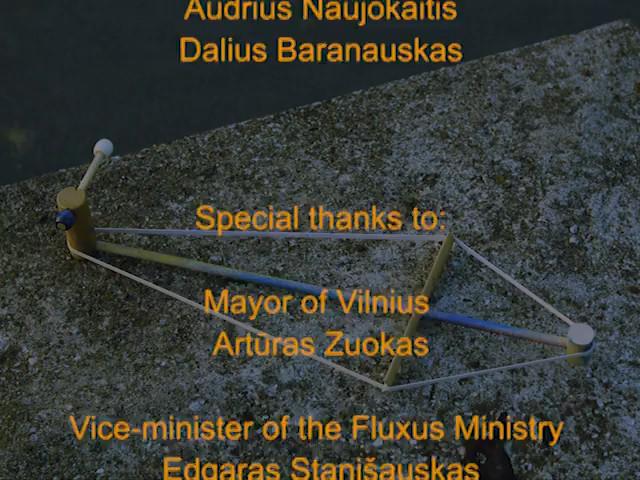 Audrius Naujokaitis
Dalius Baranauskas
Special thanks to:
Mayor of Vilnius
Artūras Zuokas
Vice-minister of the Fluxus Ministry
Edgaras Stanišauskas